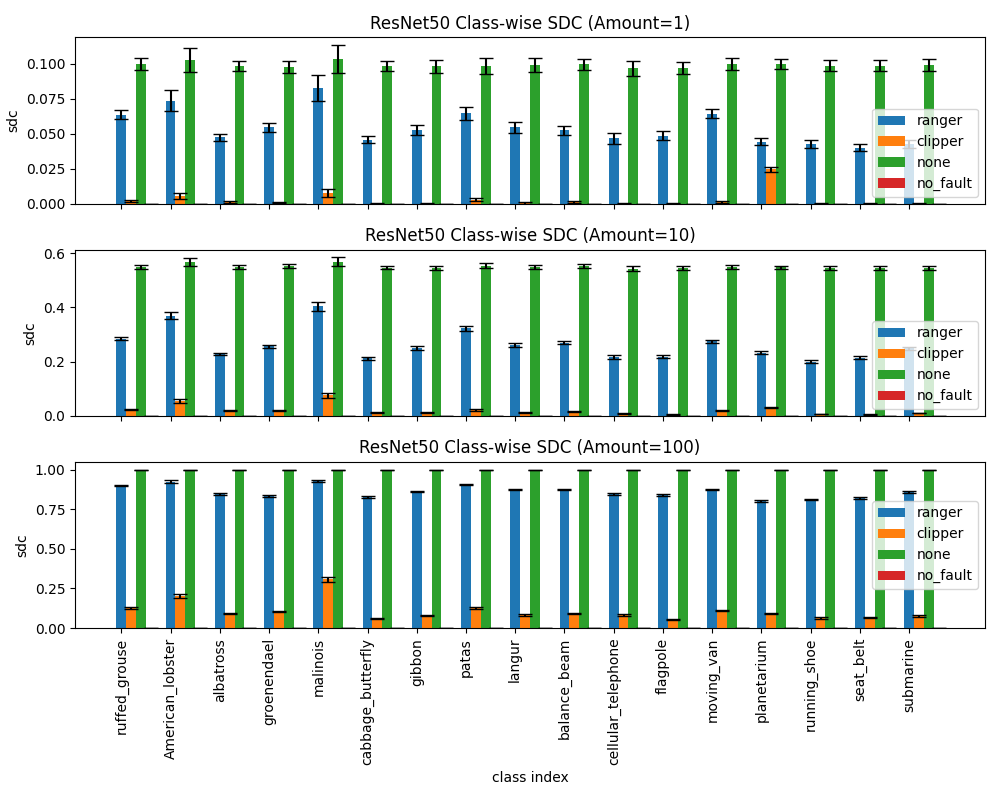 ResNet50 Class-wise SDC (Amount=1)
sdc
0.100
0.075
0.050
0.025
0.000
ranger
clipper
none
no_fault
ResNet50 Class-wise SDC (Amount=10)
sdc
0.6
0.4
0.2
0.0
ranger
clipper
none
no_fault
ResNet50 Class-wise SDC (Amount=100)
sdc
1.00
0.75
0.50
0.25
0.00
ranger
clipper
none
no_fault
ruffed_grouse
American_lobster
albatross
groenendael
malinois
cabbage_butterfly
gibbon
patas
langur
balance_beam
cellular_telephone
flagpole
moving_van
planetarium
running_shoe
seat_belt
submarine
class index